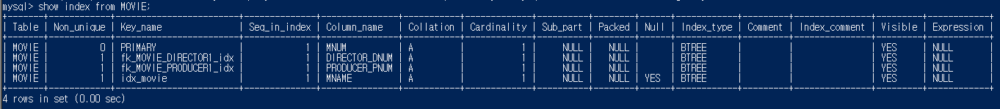 mysql> show index from MOVIE;
| Table | Non_unique | Key_name | Seq_in_index | Column_name | Collation | Cardinality | Sub_part | Packed | Null | Index_type | Comment | Index_comment | Visible | Expression |
| MOVIE | 0 | PRIMARY | 1 | MNUM | A | 1 | NULL | NULL | | BTREE | | | YES | NULL |
| MOVIE | 1 | fk_MOVIE_DIRECTOR1_idx | 1 | DIRECTOR_DNUM | A | 1 | NULL | NULL | | BTREE | | | YES | NULL |
| MOVIE | 1 | fk_MOVIE_PRODUCER1_idx | 1 | PRODUCER_PNUM | A | 1 | NULL | NULL | | BTREE | | | YES | NULL |
| MOVIE | 1 | idx_movie | 1 | MNAME | A | 1 | NULL | NULL | YES | BTREE | | | YES | NULL |
4 rows in set (0.00 sec)